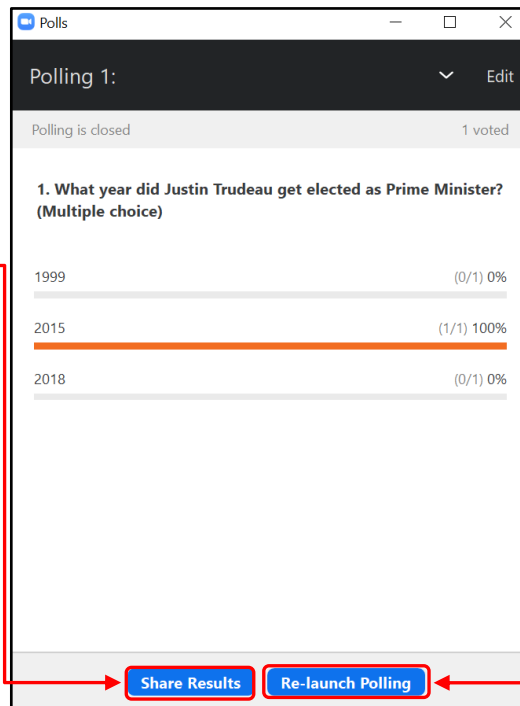 Polls
Polling 1:
Edit
Polling is closed
1 voted
1. What year did Justin Trudeau get elected as Prime Minister?
(Multiple choice)
1999 (0/1) 0%
2015 (1/1) 100%
2018 (0/1) 0%
Share Results
Re-launch Polling